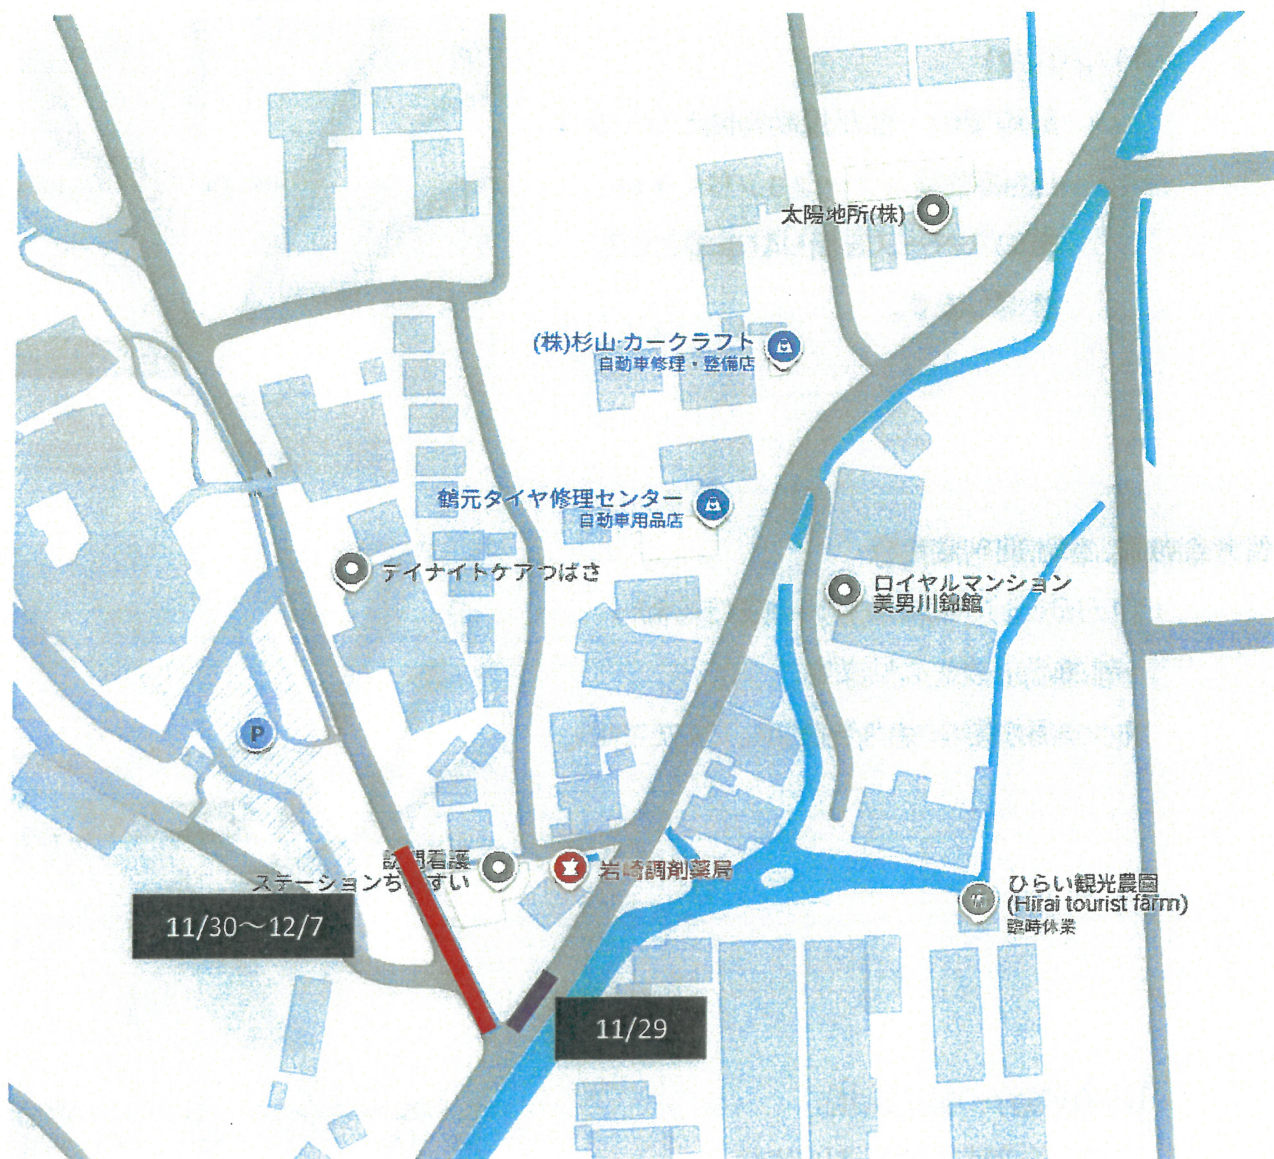 太陽地所(株)
(株)杉山カークラフト
自動車修理・整備店
鶴元タイヤ修理センター
自動車用品店
デイナイトケアつばさ
ロイヤルマンション
美男川錦館
P
訪問看護
ステーションち すい
岩崎調剤薬局
ひらい観光農園
(Hirai tourist farm)
臨時休業
11/30～12/7
11/29